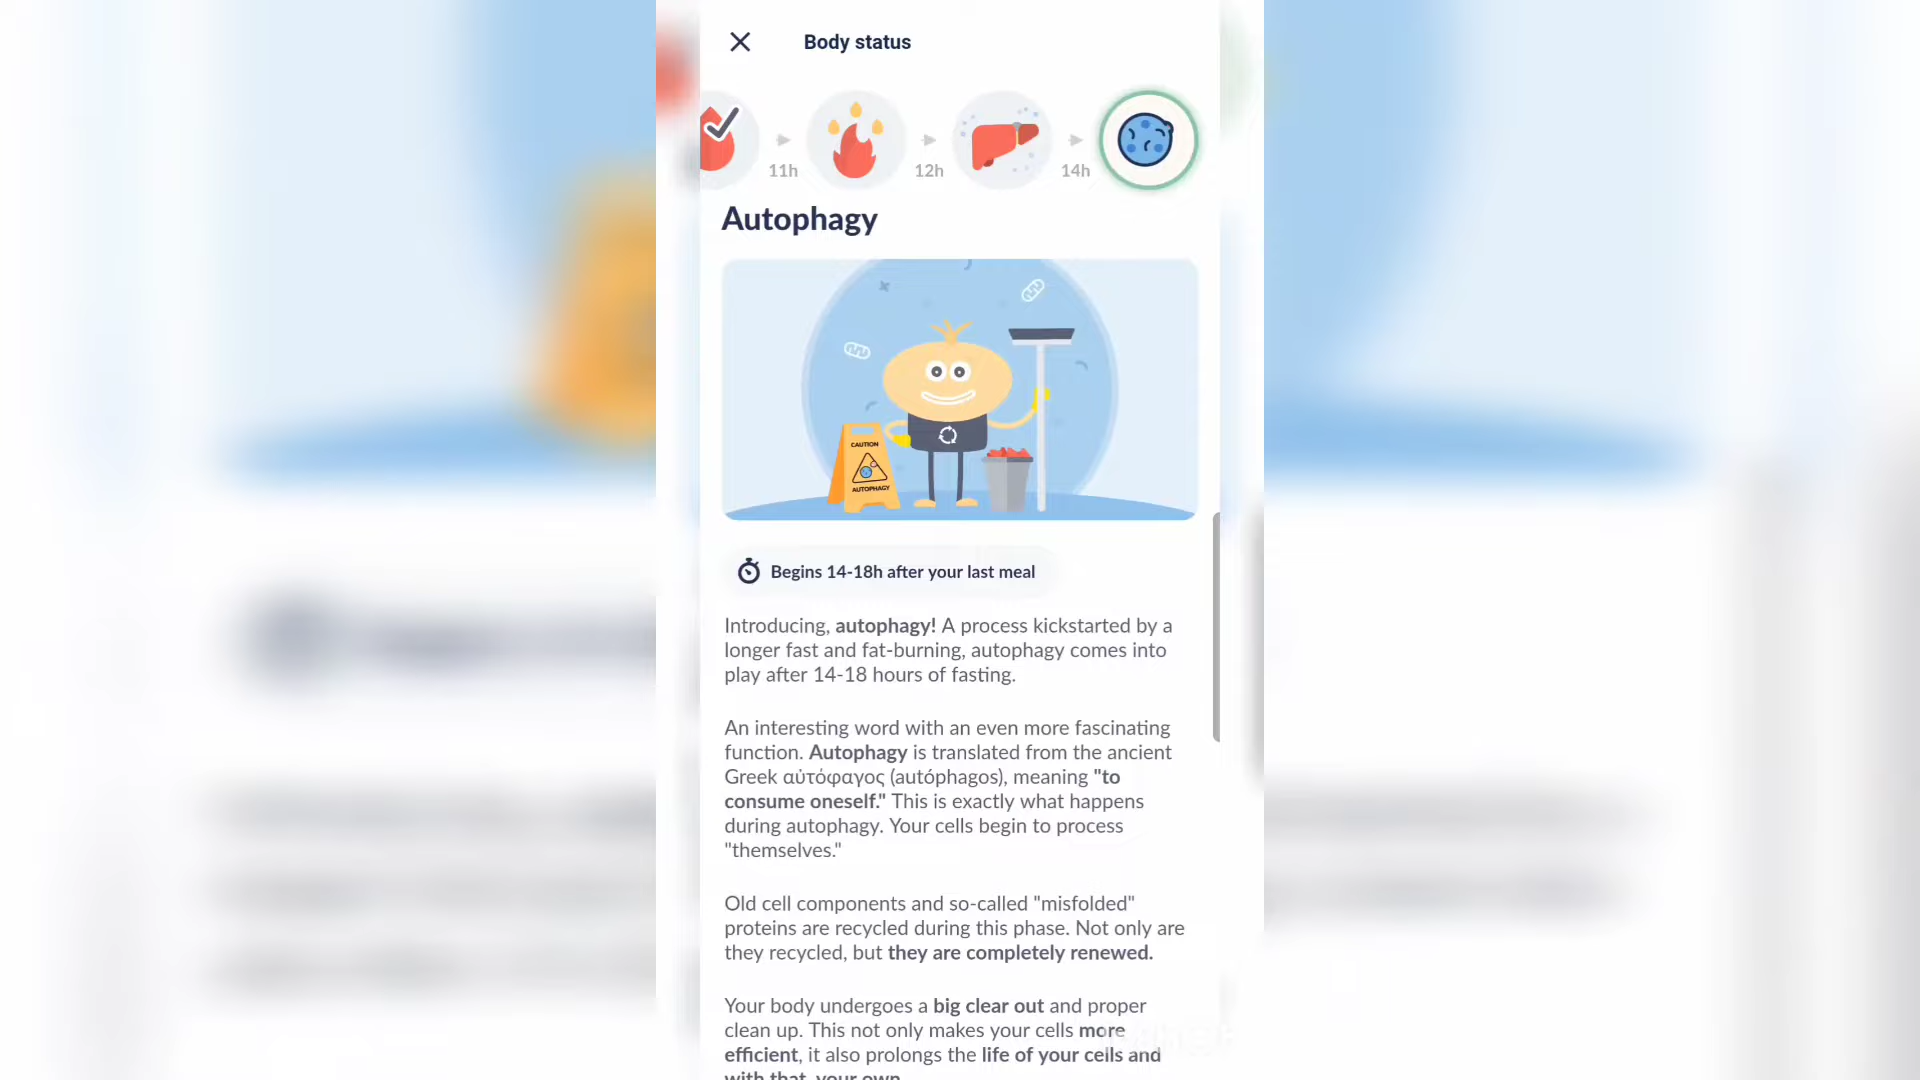 Body status
11h
12h
14h
Autophagy
CAUTION
AUTOPHAGY
Begins 14-18h after your last meal
Introducing, autophagy! A process kickstarted by a
longer fast and fat-burning, autophagy comes into
play after 14-18 hours of fasting.
An interesting word with an even more fascinating
function. Autophagy is translated from the ancient
Greek αὐτόφαγος (autóphagos), meaning "to
consume oneself." This is exactly what happens
during autophagy. Your cells begin to process
"themselves."
Old cell components and so-called "misfolded"
proteins are recycled during this phase. Not only are
they recycled, but they are completely renewed.
Your body undergoes a big clear out and proper
clean up. This not only makes your cells more
efficient, it also prolongs the life of your cells and
with that, your own.